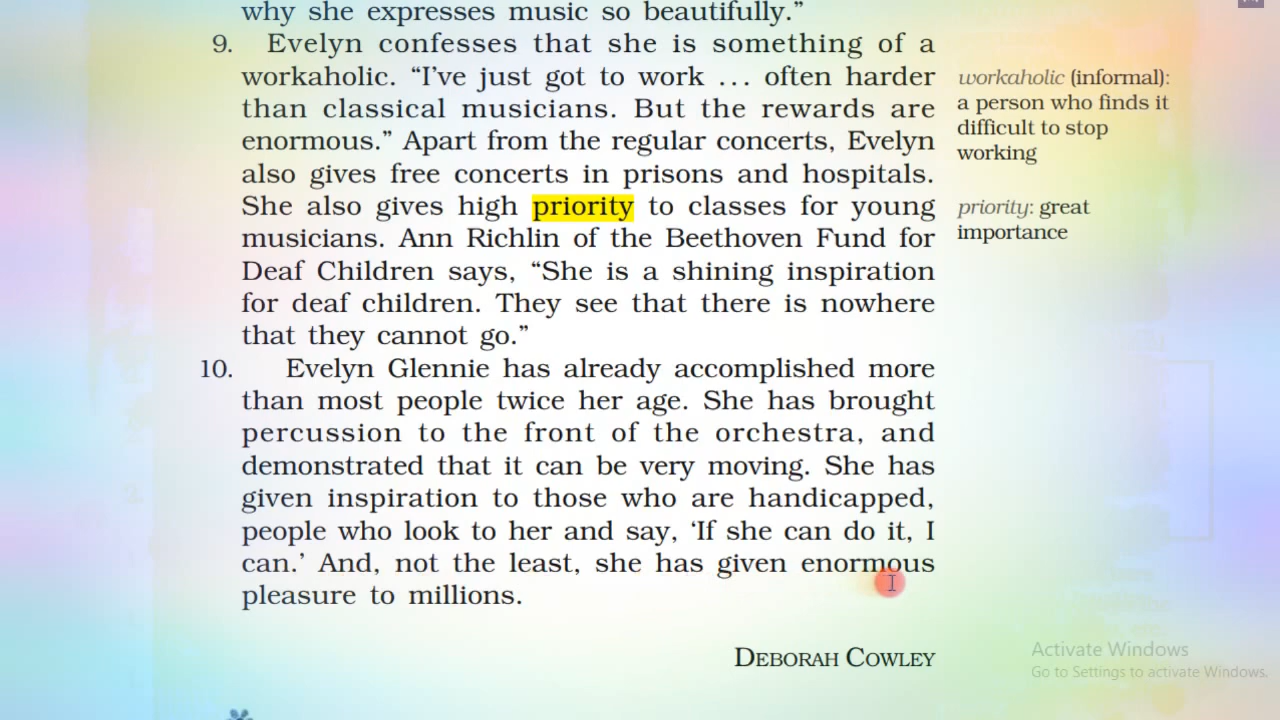 why she expresses music so beautifully.”
9. Evelyn confesses that she is something of a
workaholic. “I’ve just got to work ... often harder
than classical musicians. But the rewards are
enormous.” Apart from the regular concerts, Evelyn
also gives free concerts in prisons and hospitals.
She also gives high priority to classes for young
musicians. Ann Richlin of the Beethoven Fund for
Deaf Children says, “She is a shining inspiration
for deaf children. They see that there is nowhere
that they cannot go.”
10. Evelyn Glennie has already accomplished more
than most people twice her age. She has brought
percussion to the front of the orchestra, and
demonstrated that it can be very moving. She has
given inspiration to those who are handicapped,
people who look to her and say, ‘If she can do it, I
can.’ And, not the least, she has given enormous
pleasure to millions.
DEBORAH COWLEY
workaholic (informal):
a person who finds it
difficult to stop
working
priority: great
importance
Activate Windows
Go to Settings to activate Windows.